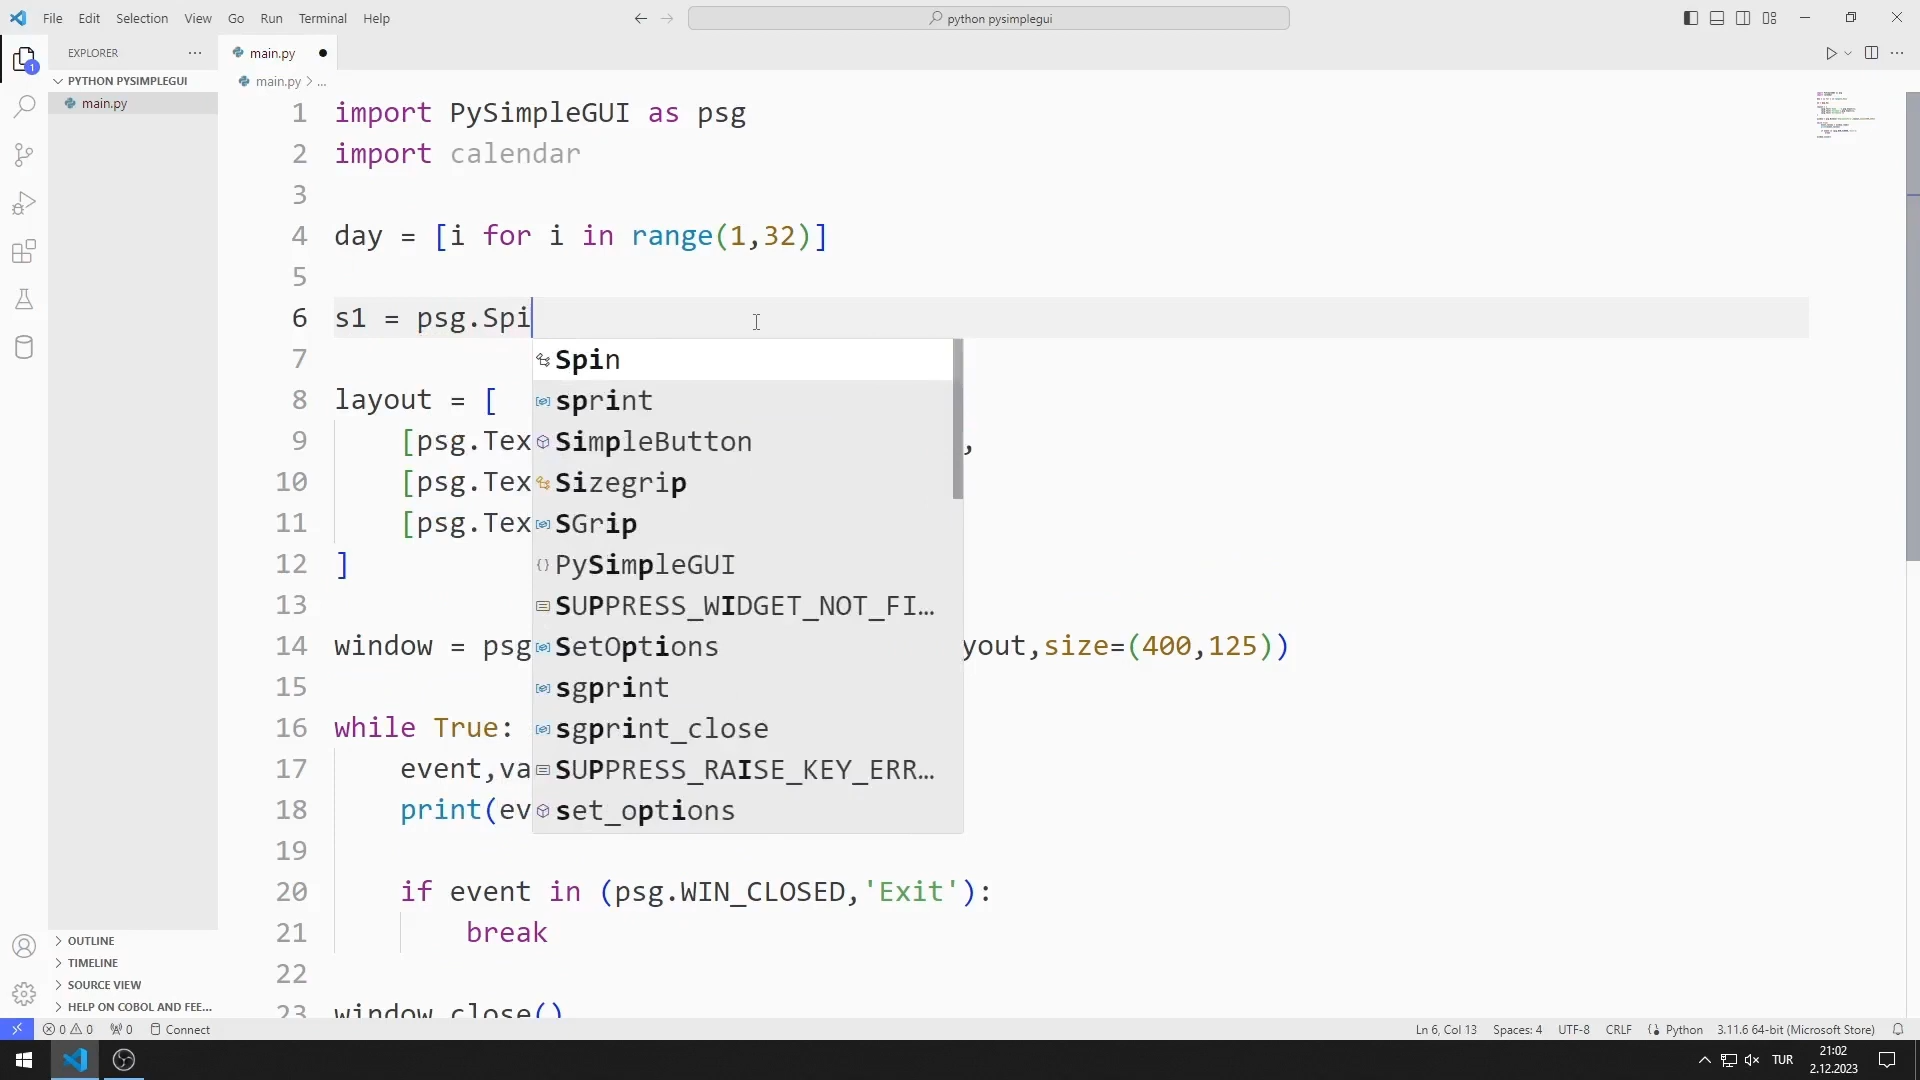 File Edit Selection View Go Run Terminal Help
python pysimplegui
EXPLORER
PYTHON PYSIMPLEGUI
main.py
1
main.py
main.py > ...
1 import PySimpleGUI as psg
2 import calendar
3
4 day = [i for i in range(1,32)]
5
6 s1 = psg.Spi
7
8 layout = [
9 [psg.Tex ,
10 [psg.Tex
11 [psg.Tex
12 ]
13
14 window = psg yout,size=(400,125))
15
16 while True:
17 event,va
18 print(ev
19
20 if event in (psg.WIN_CLOSED,'Exit'):
21 break
22
23 window.close()
Spin
sprint
SimpleButton
Sizegrip
SGrip
PySimpleGUI
SUPPRESS_WIDGET_NOT_FI...
SetOptions
sgprint
sgprint_close
SUPPRESS_RAISE_KEY_ERR...
set_options
OUTLINE
TIMELINE
SOURCE VIEW
HELP ON COBOL AND FEE...
0 0 0 Connect
Ln 6, Col 13 Spaces: 4 UTF-8 CRLF Python 3.11.6 64-bit (Microsoft Store)
TUR
21:02
2.12.2023